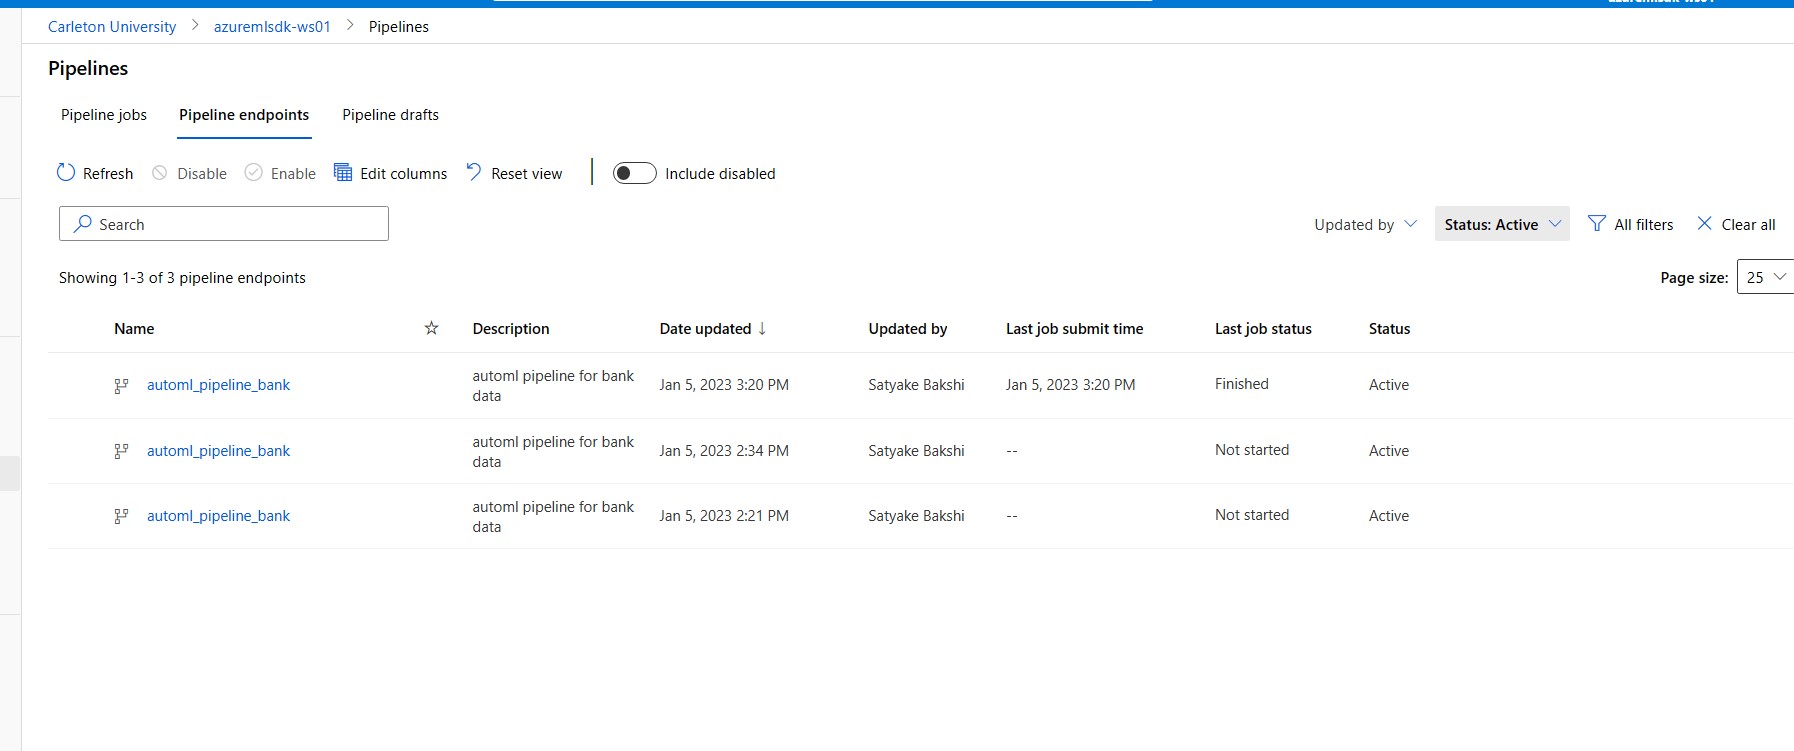 Carleton University > azuremlsdk-ws01 > Pipelines
Pipelines
Pipeline jobs Pipeline endpoints Pipeline drafts
Refresh Disable Enable Edit columns Reset view Include disabled
Search Updated by Status: Active All filters Clear all
Showing 1-3 of 3 pipeline endpoints Page size: 25
Name Description Date updated ↓ Updated by Last job submit time Last job status Status
automl_pipeline_bank automl pipeline for bank data Jan 5, 2023 3:20 PM Satyake Bakshi Jan 5, 2023 3:20 PM Finished Active
automl_pipeline_bank automl pipeline for bank data Jan 5, 2023 2:34 PM Satyake Bakshi -- Not started Active
automl_pipeline_bank automl pipeline for bank data Jan 5, 2023 2:21 PM Satyake Bakshi -- Not started Active